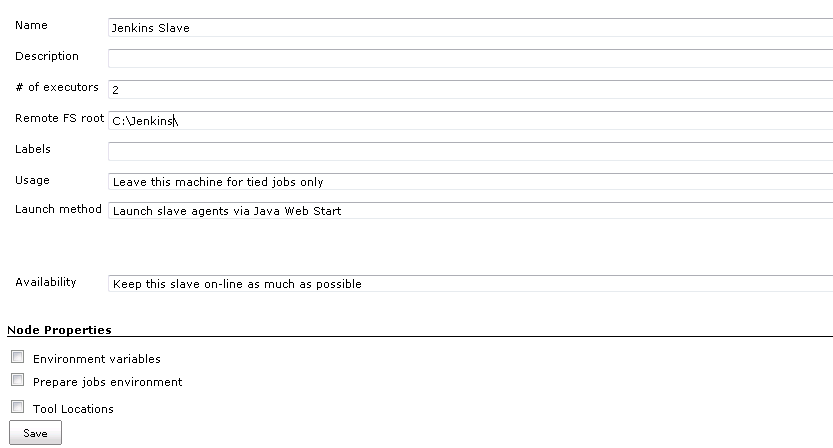 Name Jenkins Slave
Description
# of executors 2
Remote FS root C:\Jenkins\
Labels
Usage Leave this machine for tied jobs only
Launch method Launch slave agents via Java Web Start
Availability Keep this slave on-line as much as possible
Node Properties
Environment variables
Prepare jobs environment
Tool Locations
Save